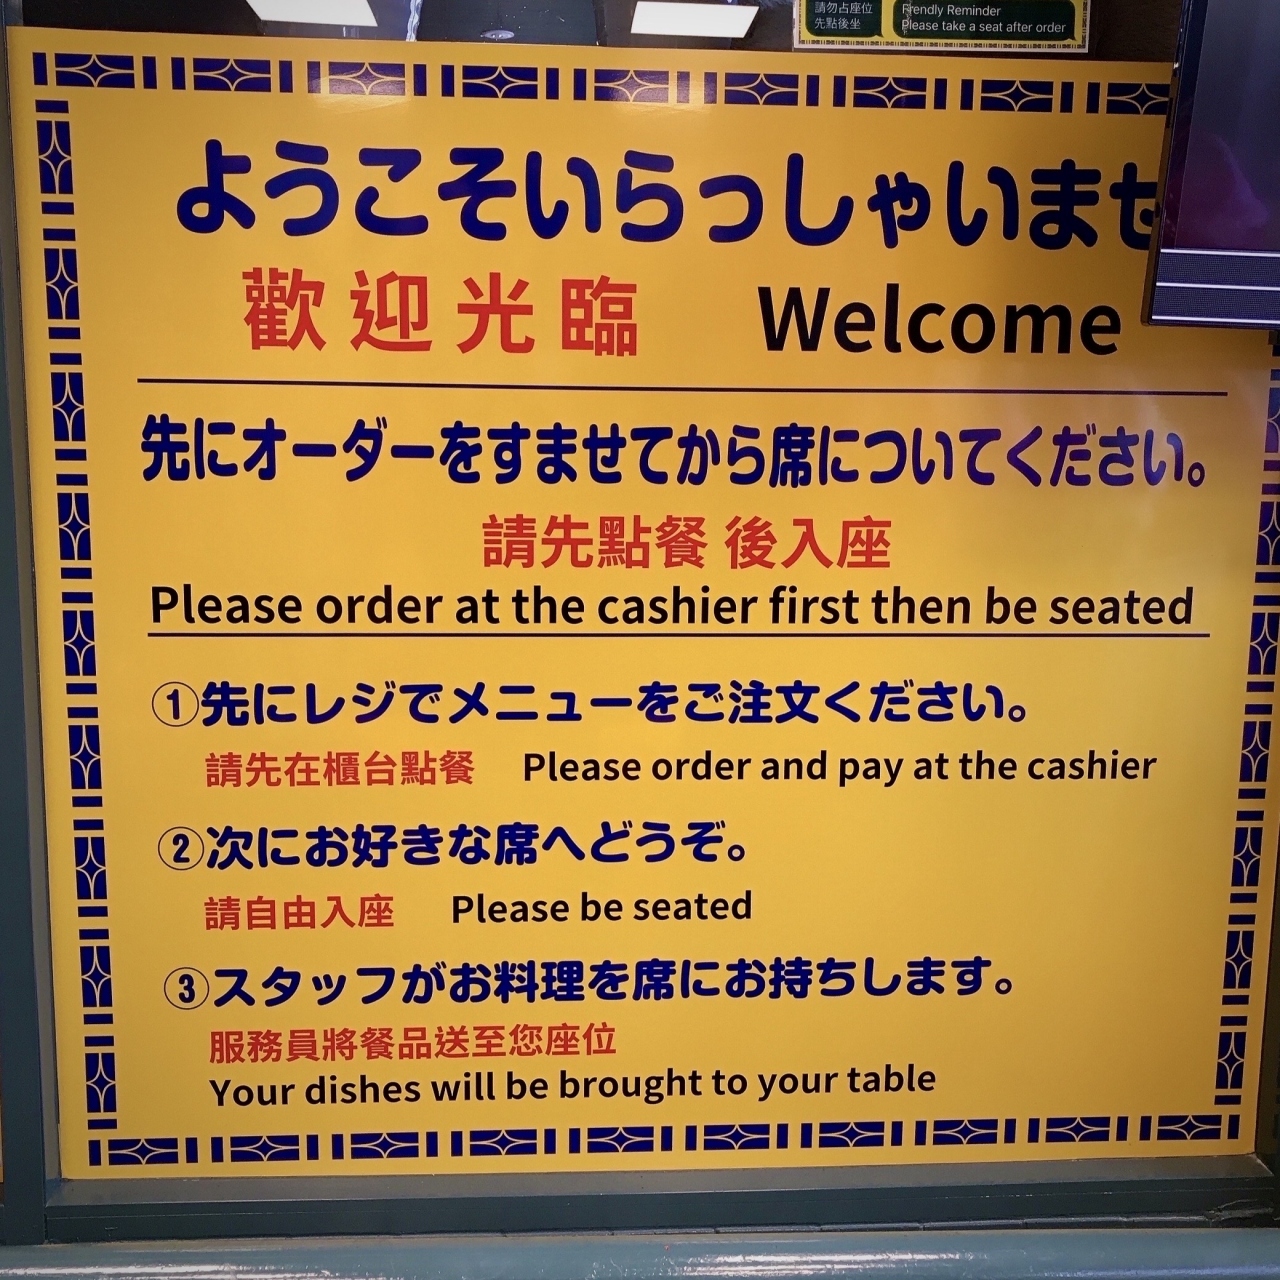 請勿占座位
先點後坐
Frendly Reminder
Please take a seat after order
ようこそいらっしゃいませ
歡迎光臨 Welcome
先にオーダーをすませてから席についてください。
請先點餐 後入座
Please order at the cashier first then be seated
①先にレジでメニューをご注文ください。
請先在櫃台點餐 Please order and pay at the cashier
②次にお好きな席へどうぞ。
請自由入座 Please be seated
③スタッフがお料理を席にお持ちします。
服務員將餐品送至您座位
Your dishes will be brought to your table